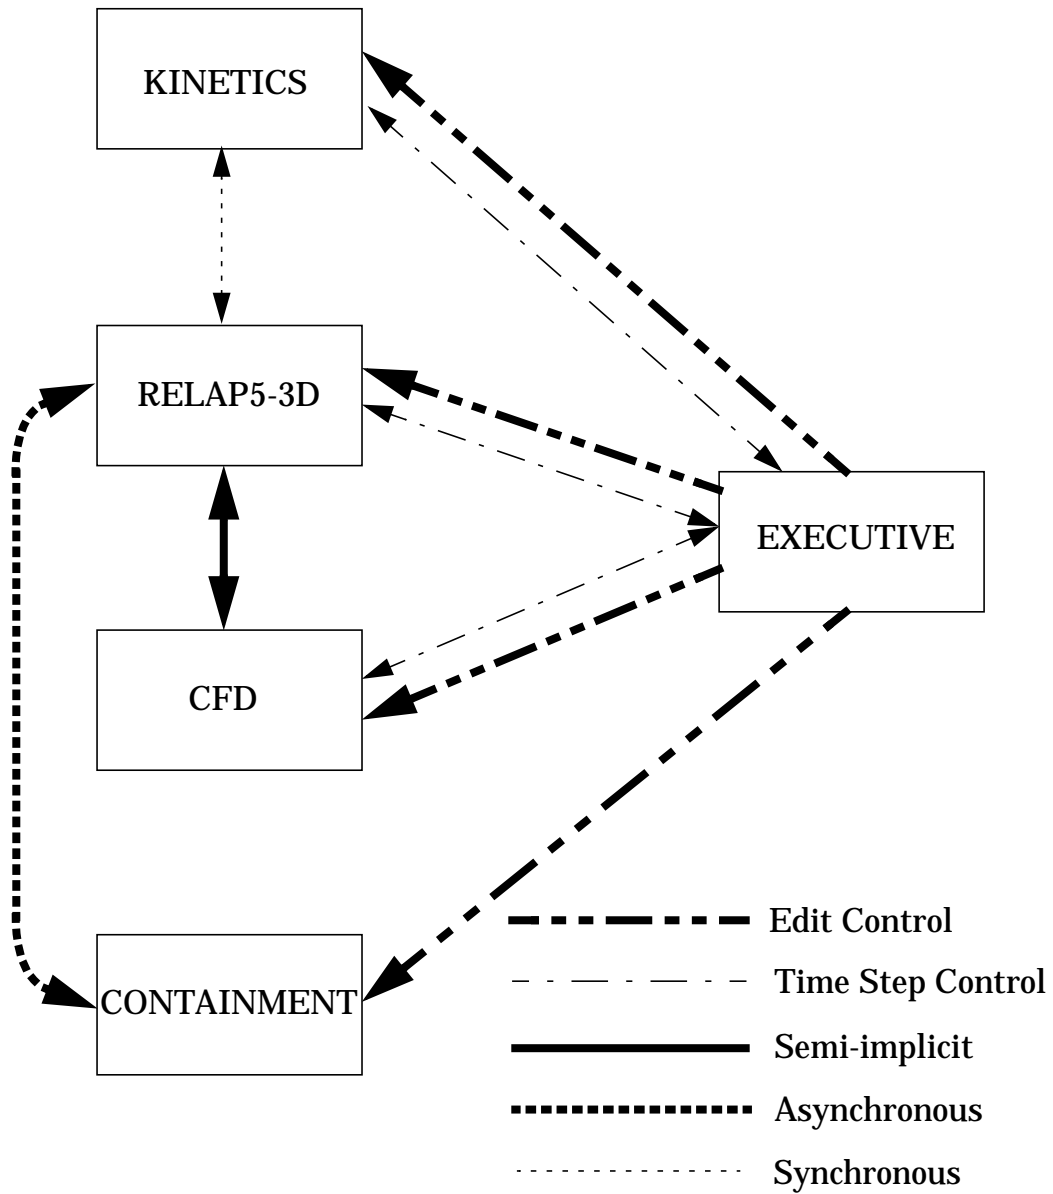 KINETICS
RELAP5-3D
EXECUTIVE
CFD
CONTAINMENT
Edit Control
Time Step Control
Semi-implicit
Asynchronous
Synchronous